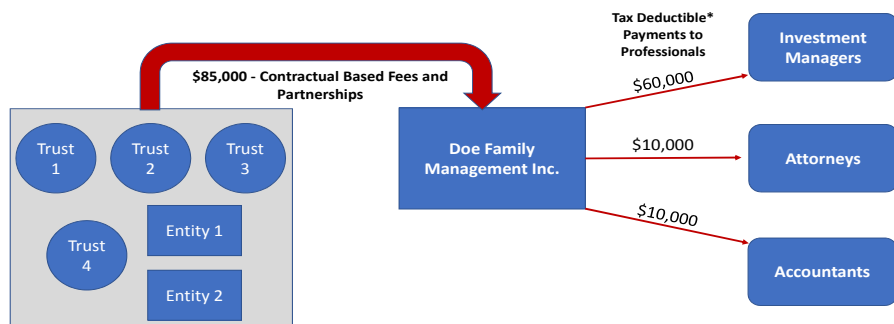 Tax Deductible*
Payments to
Professionals
Investment
Managers
$85,000 - Contractual Based Fees and
Partnerships
$60,000
Trust
1
Trust
2
Trust
3
Doe Family
Management Inc.
$10,000
Attorneys
Entity 1
$10,000
Trust
4
Entity 2
Accountants